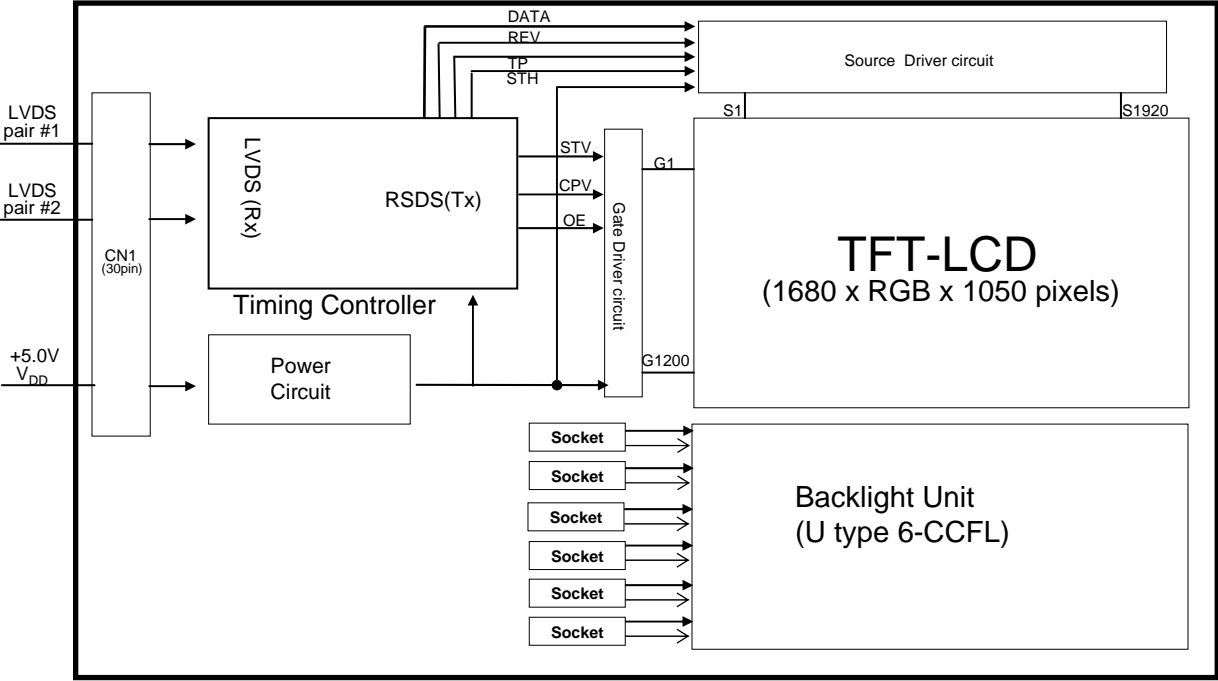 DATA
REV
TP
STH
Source Driver circuit
S1
S1920
LVDS
pair #1
LVDS
pair #2
+5.0V
VDD
CN1
(30pin)
LVDS (Rx)
RSDS(Tx)
Timing Controller
STV
CPV
OE
Gate Driver circuit
G1
G1200
TFT-LCD
(1680 x RGB x 1050 pixels)
Power
Circuit
Socket
Socket
Socket
Socket
Socket
Socket
Backlight Unit
(U type 6-CCFL)